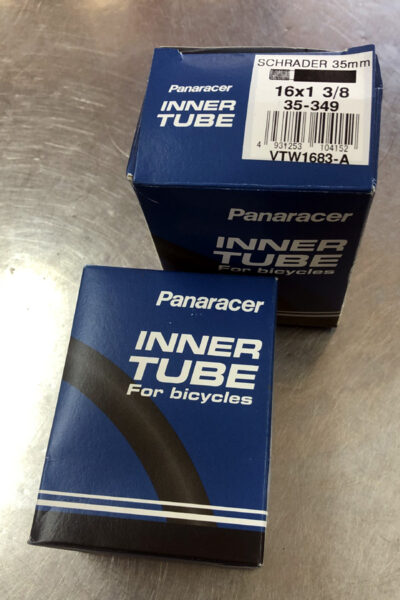 SCHRADER 35mm
16x1 3/8
35-349
4 931253 104152
VTW1683-A
Panaracer
INNER
TUBE
Panaracer
INNER
TUBE
For bicycles
Panaracer
INNER
TUBE
For bicycles